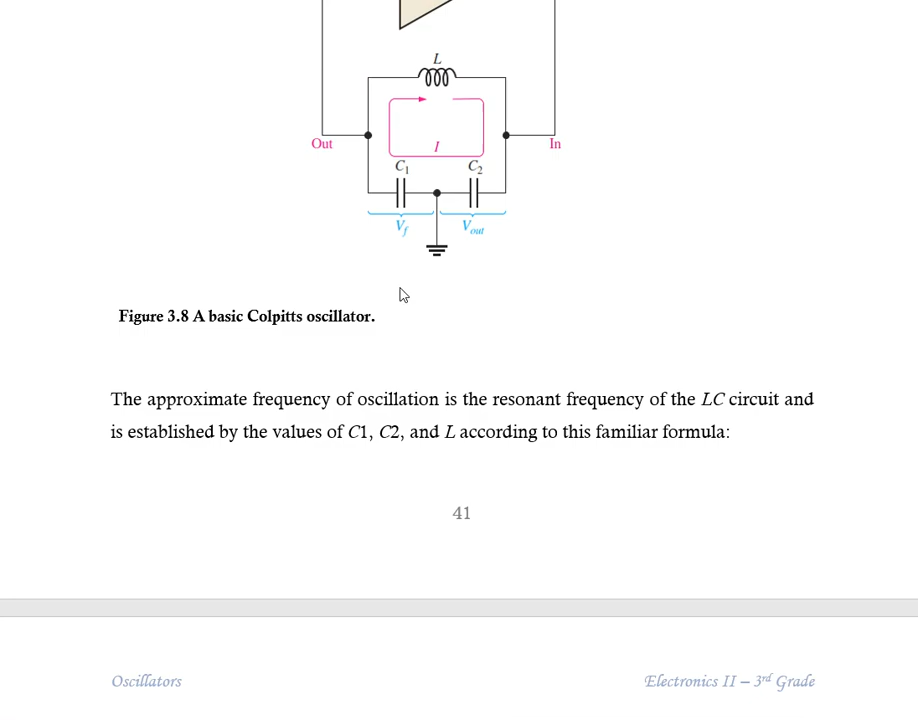 L
Out
I
In
C1
C2
Vf
Vout
Figure 3.8 A basic Colpitts oscillator.
The approximate frequency of oscillation is the resonant frequency of the LC circuit and
is established by the values of C1, C2, and L according to this familiar formula:
41
Oscillators
Electronics II – 3rd Grade